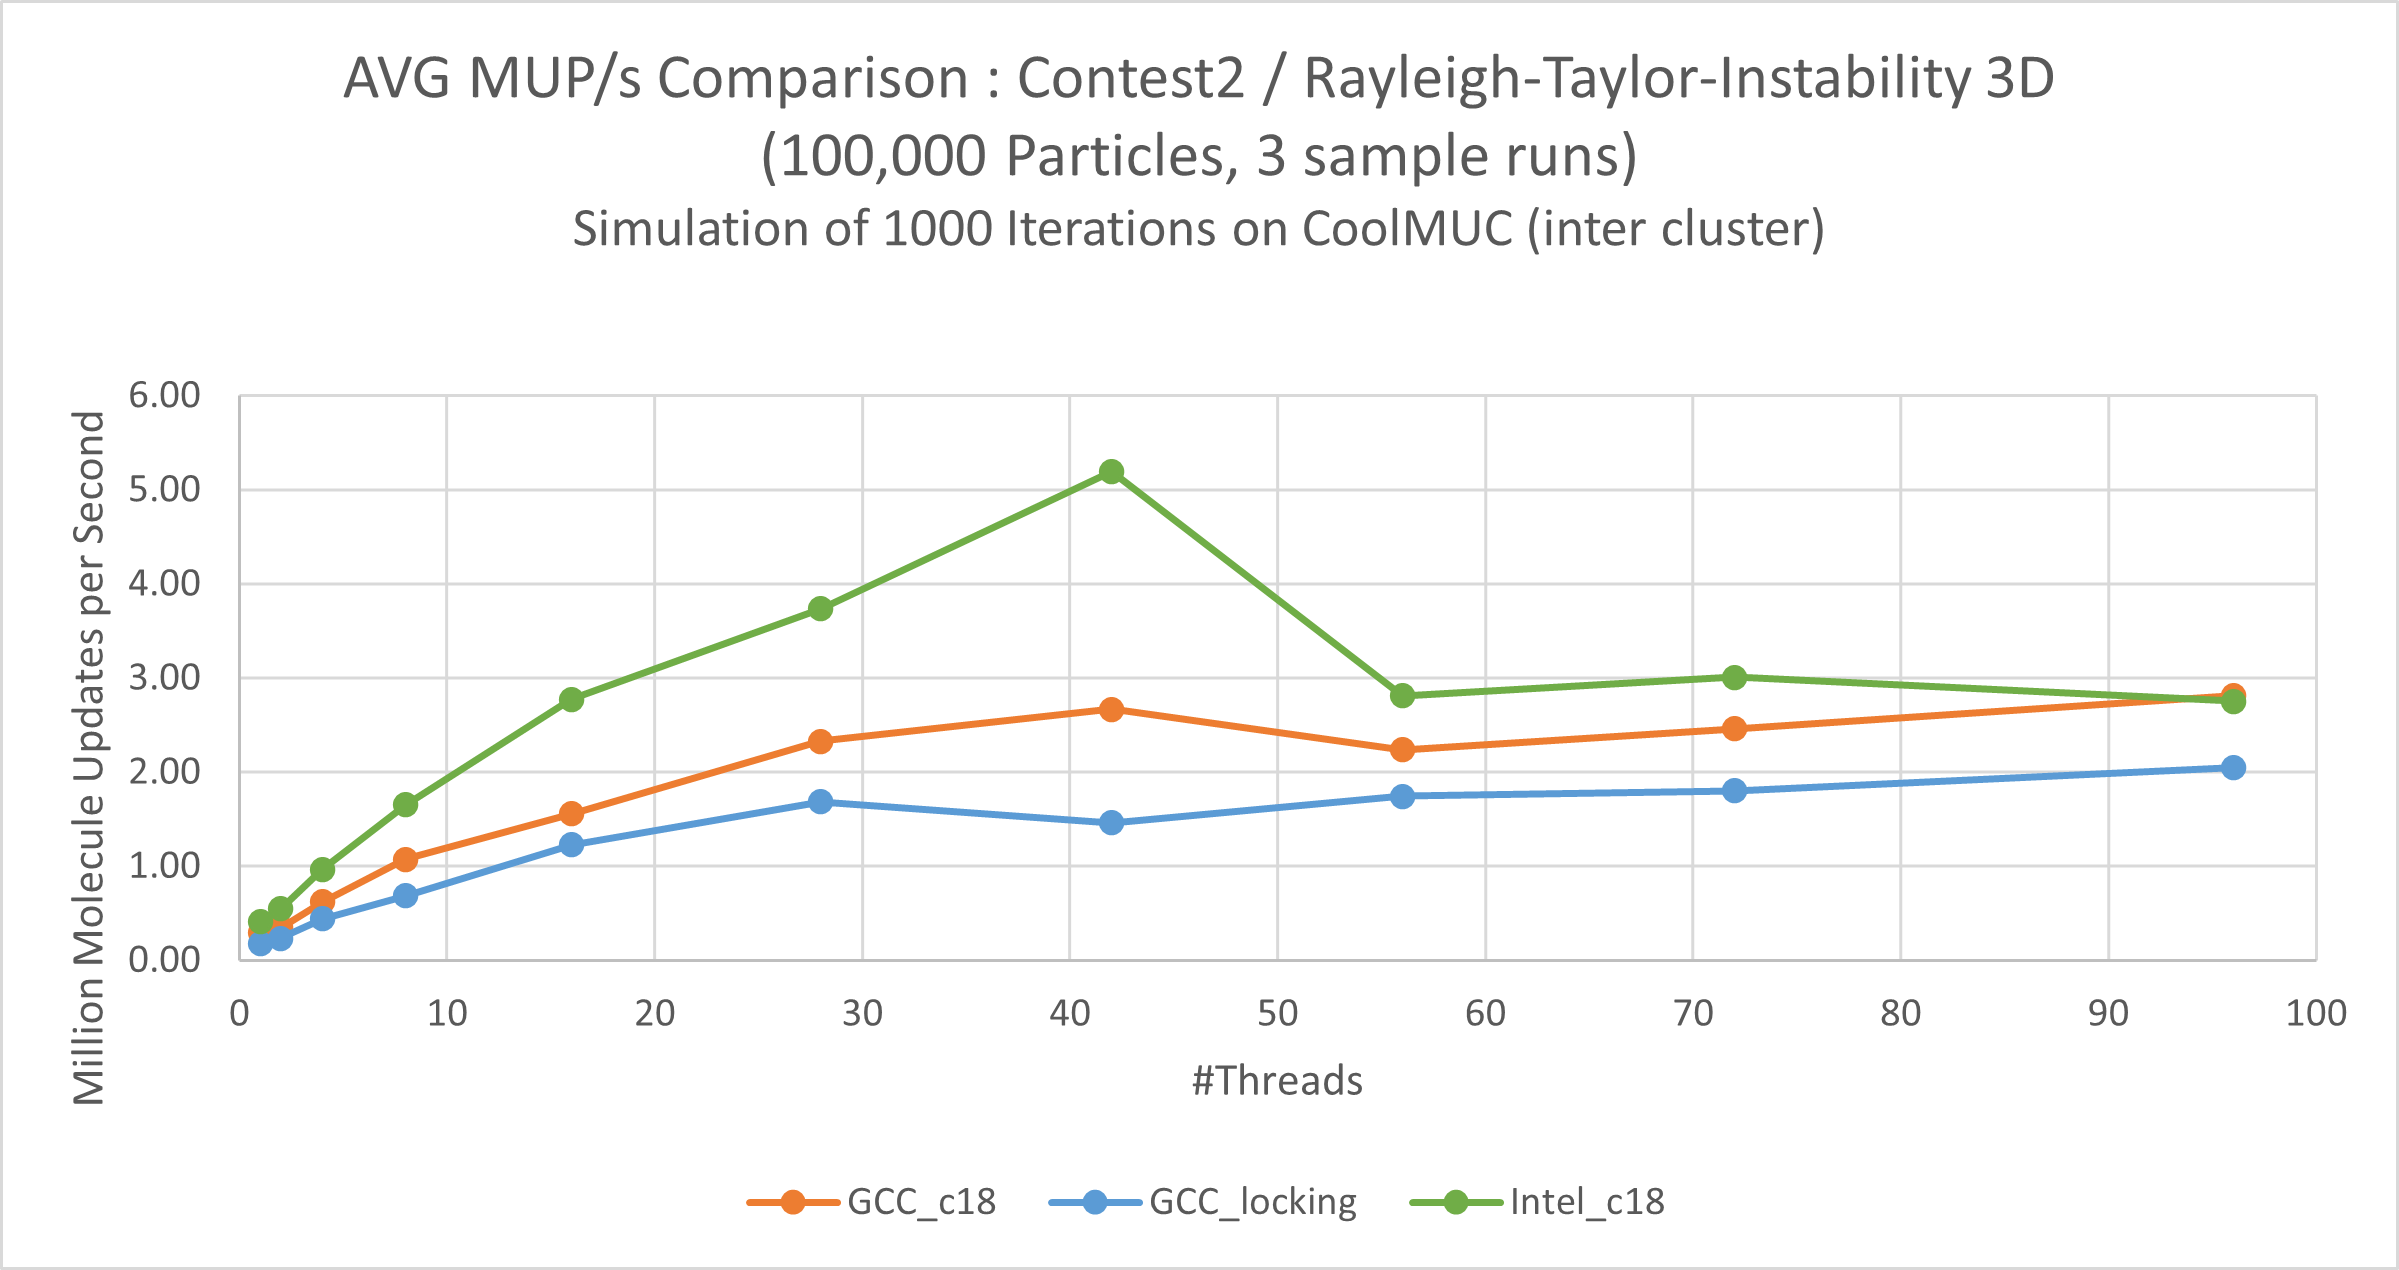 AVG MUP/s Comparison : Contest2 / Rayleigh-Taylor-Instability 3D
(100,000 Particles, 3 sample runs)
Simulation of 1000 Iterations on CoolMUC (inter cluster)
Million Molecule Updates per Second
6.00
5.00
4.00
3.00
2.00
1.00
0.00
0 10 20 30 40 50 60 70 80 90 100
#Threads
GCC_c18 GCC_locking Intel_c18